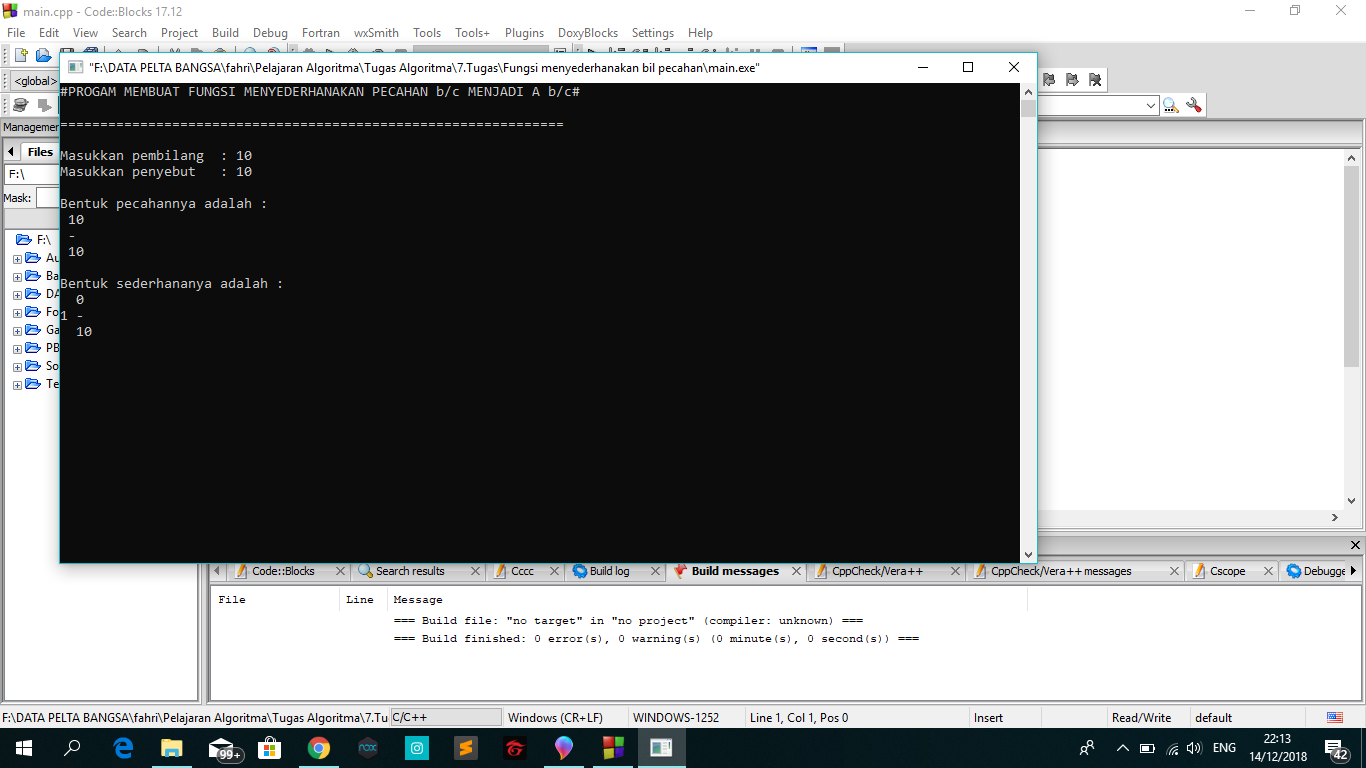 main.cpp - Code::Blocks 17.12
File Edit View Search Project Build Debug Fortran wxSmith Tools Tools+ Plugins DoxyBlocks Settings Help
"F:\DATA PELTA BANGSA\fahri\Pelajaran Algoritma\Tugas Algoritma\7.Tugas\Fungsi menyederhanakan bil pecahan\main.exe"
<global>
#PROGAM MEMBUAT FUNGSI MENYEDERHANAKAN PECAHAN b/c MENJADI A b/c#
===============================================================
Managemen
Files
Masukkan pembilang : 10
Masukkan penyebut : 10
F:\
Mask:
Bentuk pecahannya adalah :
10
-
10
Bentuk sederhananya adalah :
0
1 -
10
F:\
Au
Ba
DA
Fo
Ga
PB
So
Te
Code::Blocks Search results Cccc Build log Build messages CppCheck/Vera++ CppCheck/Vera++ messages Cscope Debugge
File Line Message
=== Build file: "no target" in "no project" (compiler: unknown) ===
=== Build finished: 0 error(s), 0 warning(s) (0 minute(s), 0 second(s)) ===
F:\DATA PELTA BANGSA\fahri\Pelajaran Algoritma\Tugas Algoritma\7.Tu C/C++ Windows (CR+LF) WINDOWS-1252 Line 1, Col 1, Pos 0 Insert Read/Write default
99+ nox ENG 22:13
14/12/2018 42